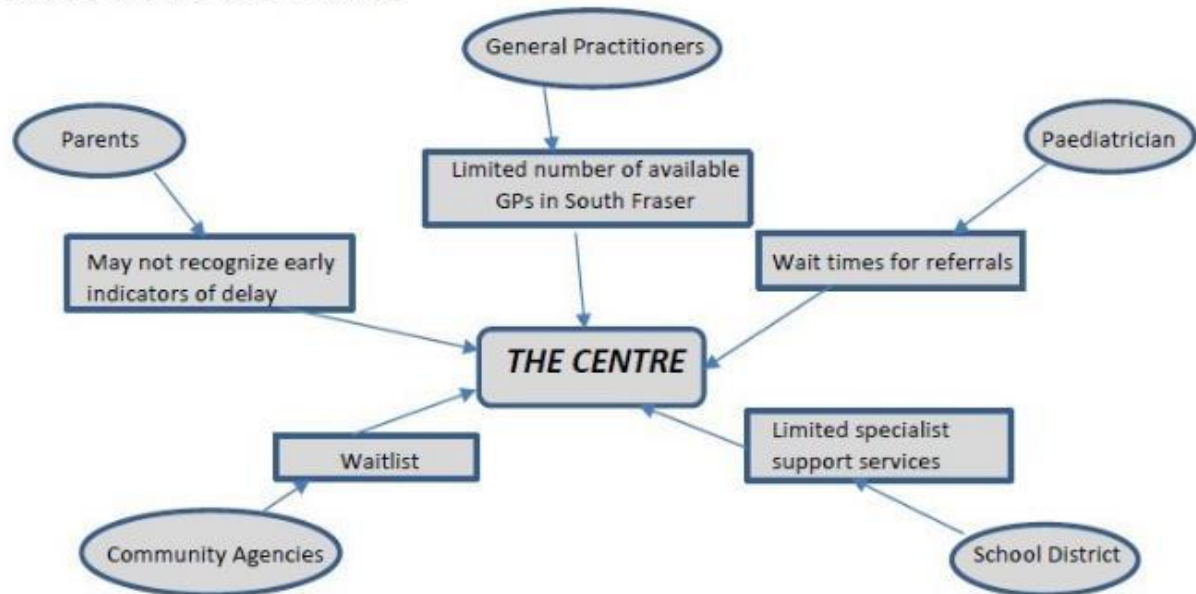 General Practitioners
Parents
Paediatrician
Limited number of available
GPs in South Fraser
May not recognize early
indicators of delay
Wait times for referrals
THE CENTRE
Limited specialist
support services
Waitlist
Community Agencies
School District